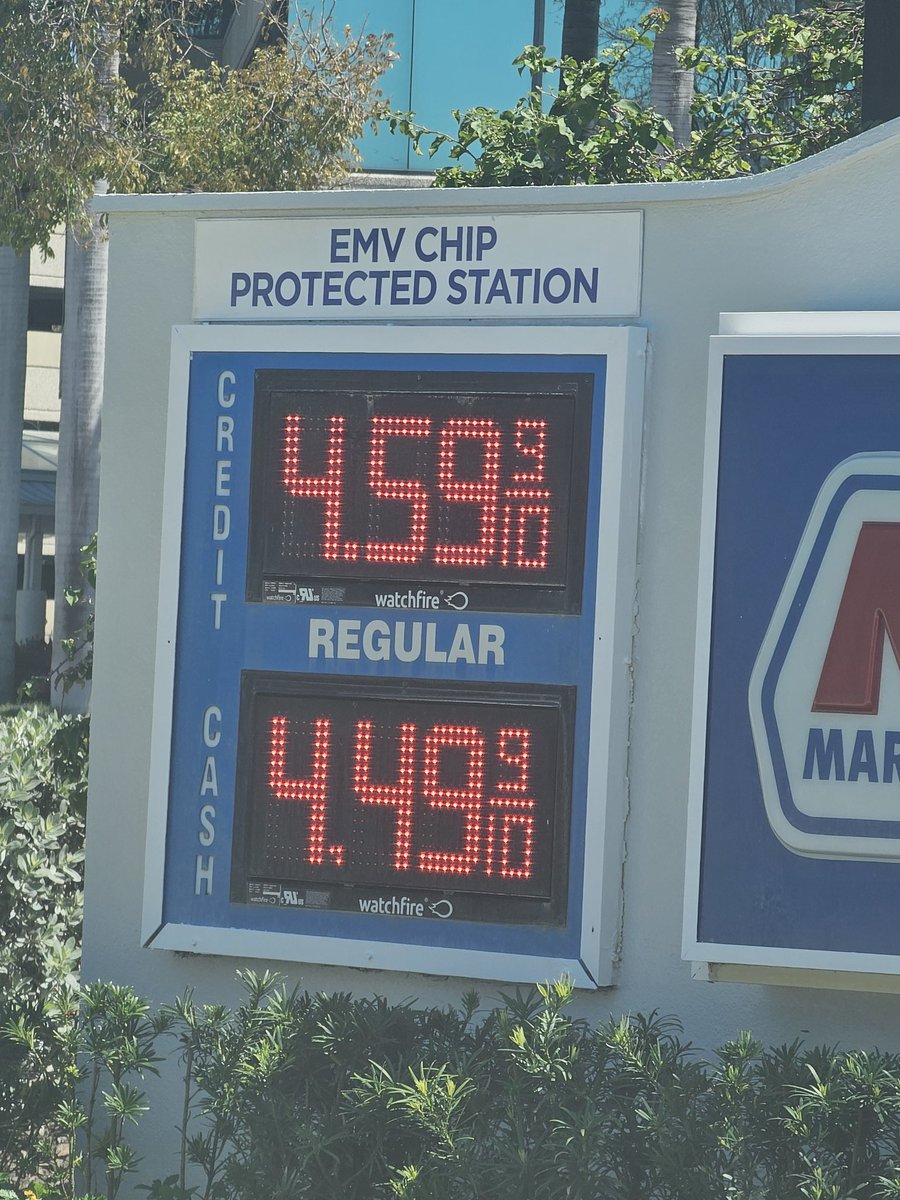 EMV CHIP
PROTECTED STATION
CREDIT
4.59 9/10
watchfire
REGULAR
CASH
4.49 9/10
watchfire
MAR